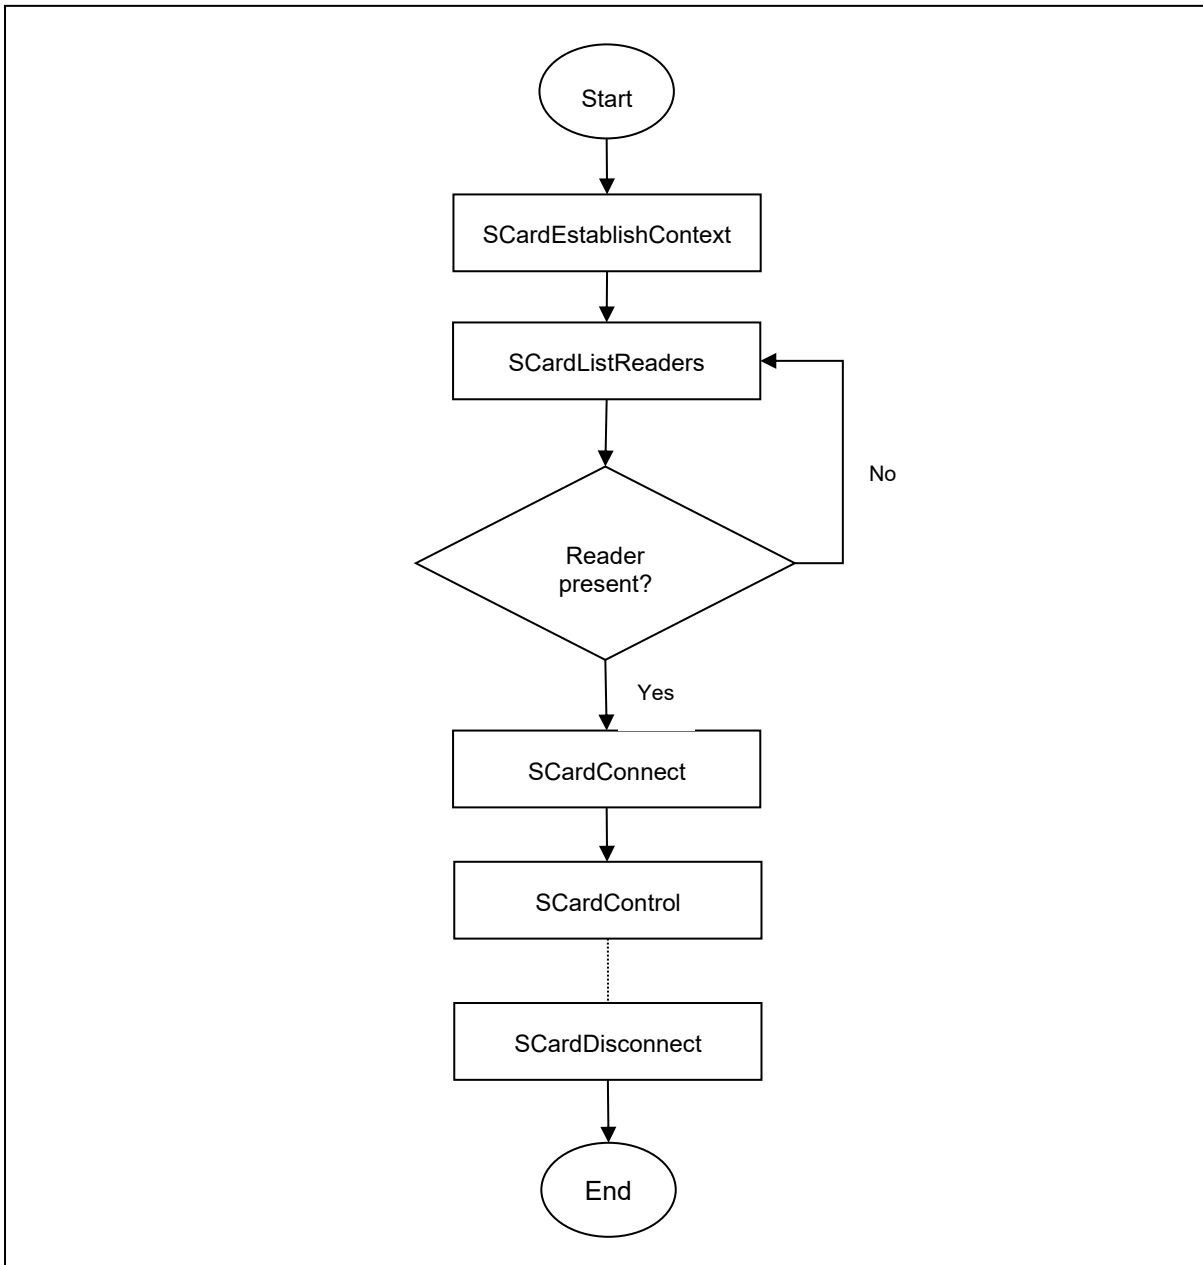 Start
SCardEstablishContext
SCardListReaders
No
Reader
present?
Yes
SCardConnect
SCardControl
SCardDisconnect
End